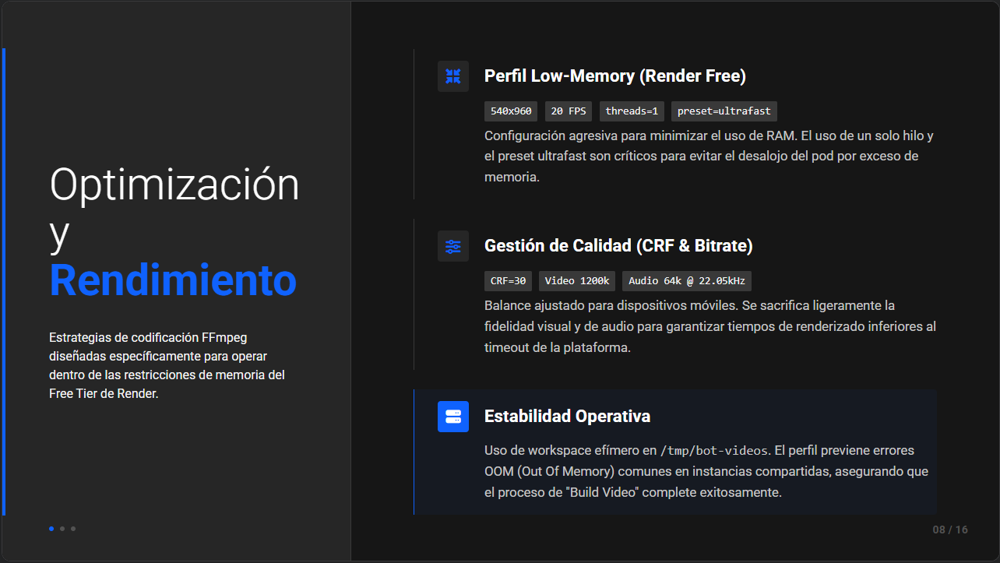 Optimización
y
Rendimiento
Estrategias de codificación FFmpeg
diseñadas específicamente para operar
dentro de las restricciones de memoria del
Free Tier de Render.
Perfil Low-Memory (Render Free)
540x960 20 FPS threads=1 preset=ultrafast
Configuración agresiva para minimizar el uso de RAM. El uso de un solo hilo y
el preset ultrafast son críticos para evitar el desalojo del pod por exceso de
memoria.
Gestión de Calidad (CRF & Bitrate)
CRF=30 Video 1200k Audio 64k @ 22.05kHz
Balance ajustado para dispositivos móviles. Se sacrifica ligeramente la
fidelidad visual y de audio para garantizar tiempos de renderizado inferiores al
timeout de la plataforma.
Estabilidad Operativa
Uso de workspace efímero en /tmp/bot-videos. El perfil previene errores
OOM (Out Of Memory) comunes en instancias compartidas, asegurando que
el proceso de "Build Video" complete exitosamente.
08 / 16